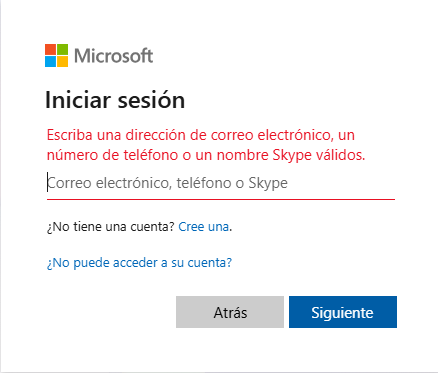 Microsoft
Iniciar sesión
Escriba una dirección de correo electrónico, un
número de teléfono o un nombre Skype válidos.
Correo electrónico, teléfono o Skype
¿No tiene una cuenta? Cree una.
¿No puede acceder a su cuenta?
Atrás
Siguiente